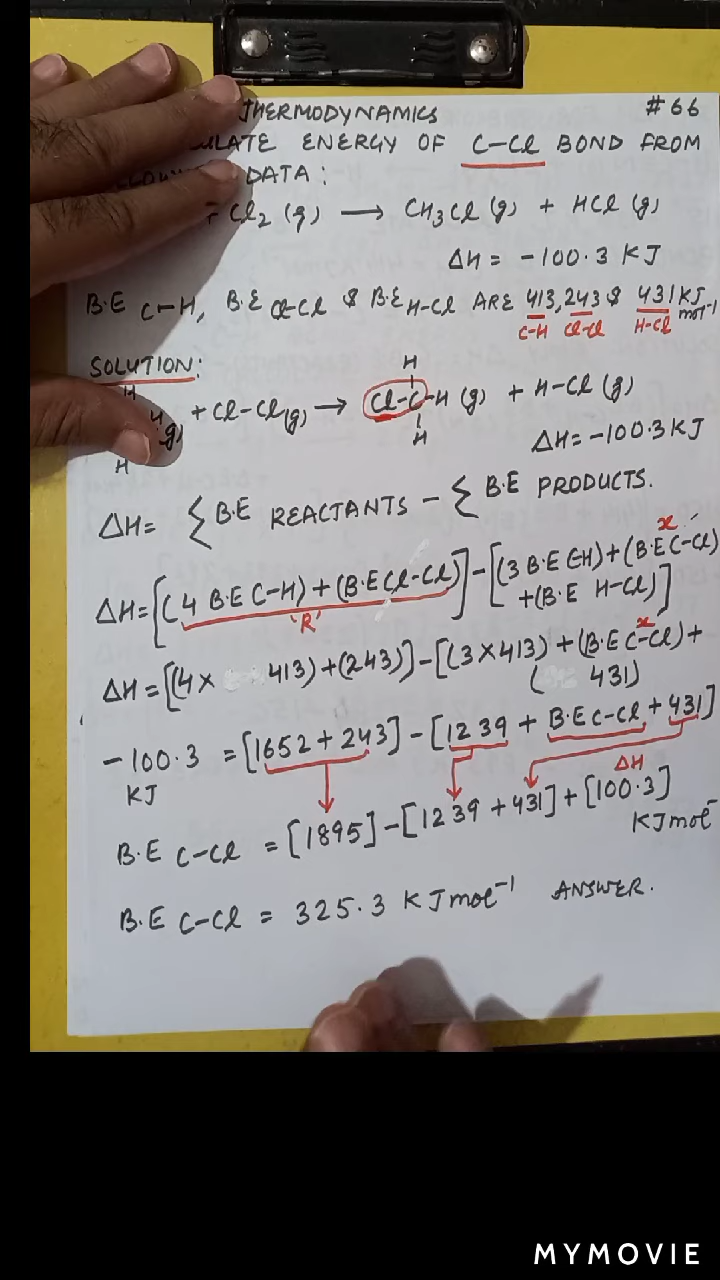 THERMODYNAMICS #66
ENERGY OF C-Cl BOND FROM
DATA:
Cl₂ (g) → CH₃Cl (g) + HCl (g)
ΔH = -100.3 KJ
B.E C-H, B.E Cl-Cl & B.E H-Cl ARE 413, 243 & 431 KJ mol⁻¹
C-H Cl-Cl H-Cl
SOLUTION:
H H
H (g) + Cl-Cl (g) → Cl-C-H (g) + H-Cl (g)
H H
ΔH = -100.3 KJ
ΔH = Σ B.E REACTANTS - Σ B.E PRODUCTS.
x
ΔH = [(4 B.E C-H) + (B.E Cl-Cl)] - [(3 B.E C-H) + (B.E C-Cl)
+ (B.E H-Cl)]
'R'
x
ΔH = [(4 × 413) + (243)] - [(3 × 413) + (B.E C-Cl) +
( 431)
-100.3 = [1652 + 243] - [1239 + B.E C-Cl + 431]
KJ
ΔH
B.E C-Cl = [1895] - [1239 + 431] + [100.3]
KJ mol⁻
B.E C-Cl = 325.3 KJ mol⁻¹ ANSWER.
MYMOVIE